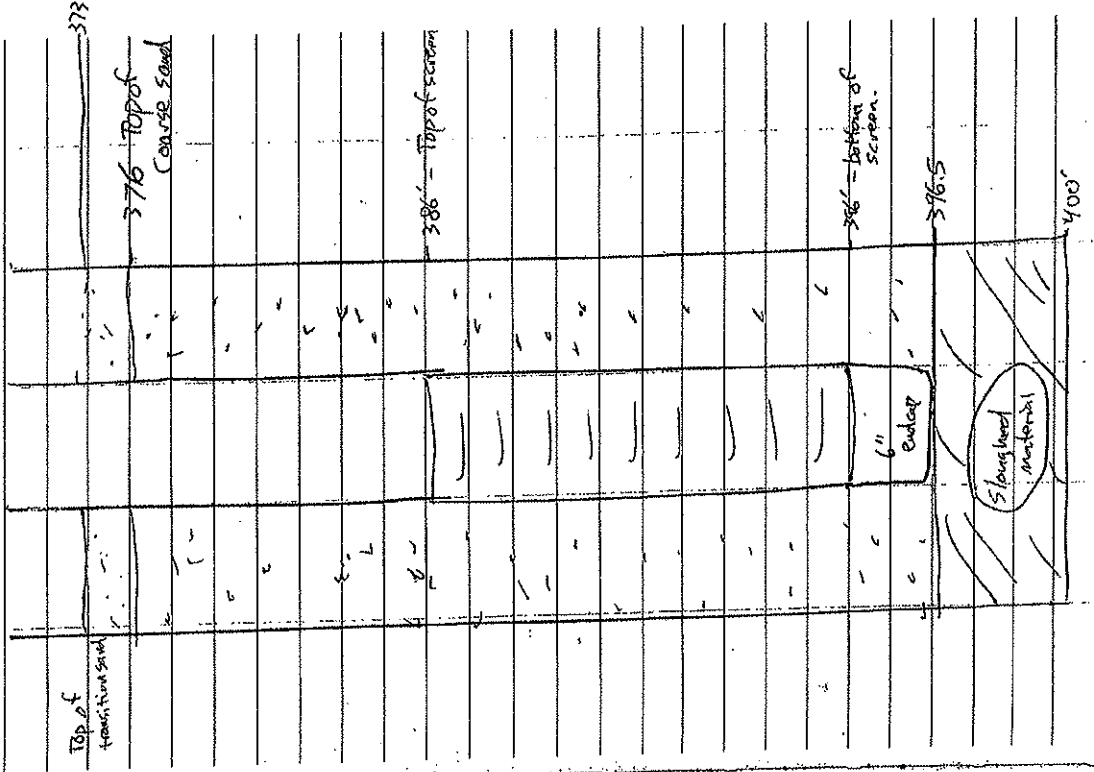 373
Top of
transition sand
376 Top of
Coarse sand
386' - Top of screen
396' - bottom of
screen.
6"
endcap
396.5
Sloughed
material
400'